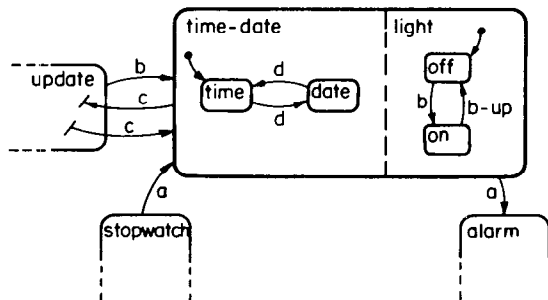 time-date
light
update
b
d
off
time
date
c
b
b-up
c
d
on
a
a
stopwatch
alarm